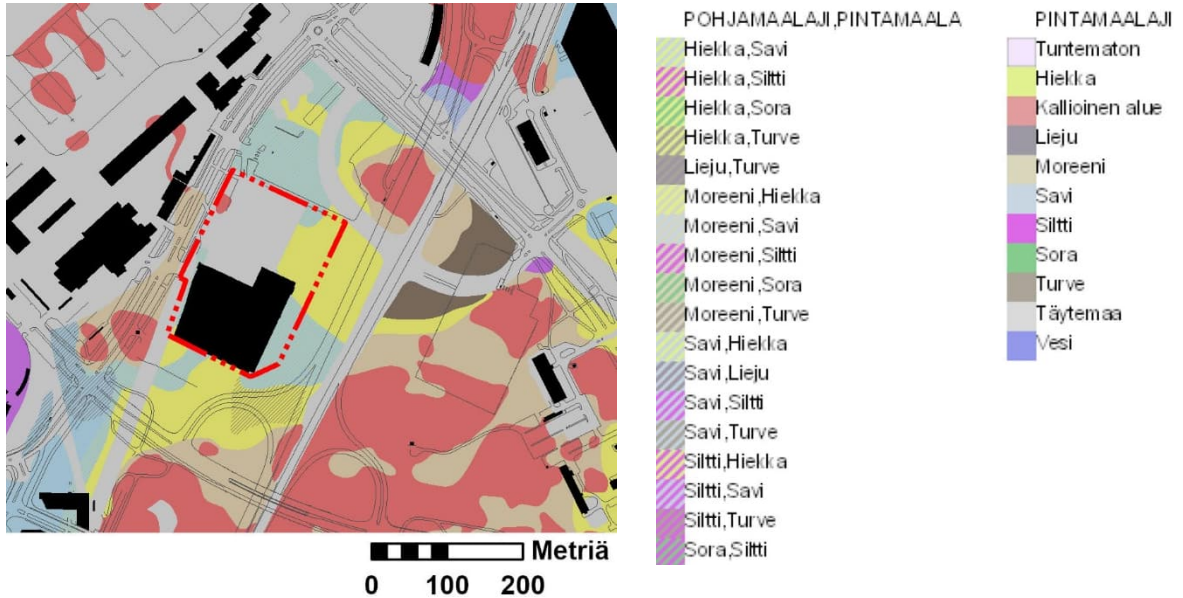 POHJAMAALAJI,PINTAMAALA
Hiekka,Savi
Hiekka,Siltti
Hiekka,Sora
Hiekka,Turve
Lieju,Turve
Moreeni,Hiekka
Moreeni,Savi
Moreeni,Siltti
Moreeni,Sora
Moreeni,Turve
Savi,Hiekka
Savi,Lieju
Savi,Siltti
Savi,Turve
Siltti,Hiekka
Siltti,Savi
Siltti,Turve
Sora,Siltti
PINTAMAALAJI
Tuntematon
Hiekka
Kallioinen alue
Lieju
Moreeni
Savi
Siltti
Sora
Turve
Täytemaa
Vesi
Metriä
0 100 200